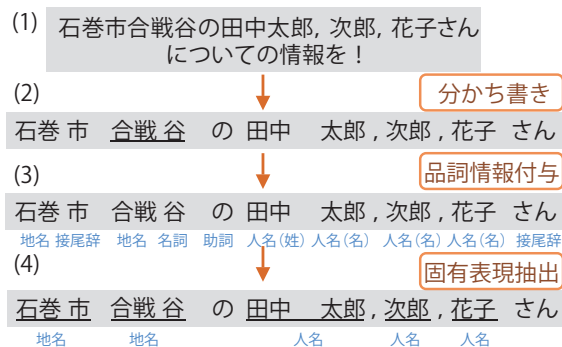 (1)
石巻市合戦谷の田中太郎, 次郎, 花子さん
についての情報を！
(2)
分かち書き
石巻 市 合戦 谷 の 田中 太郎 , 次郎 , 花子 さん
(3)
品詞情報付与
石巻 市 合戦 谷 の 田中 太郎 , 次郎 , 花子 さん
地名 接尾辞 地名 名詞 助詞 人名(姓) 人名(名) 人名(名) 人名(名) 接尾辞
(4)
固有表現抽出
石巻 市 合戦 谷 の 田中 太郎 , 次郎 , 花子 さん
地名 地名 人名 人名 人名